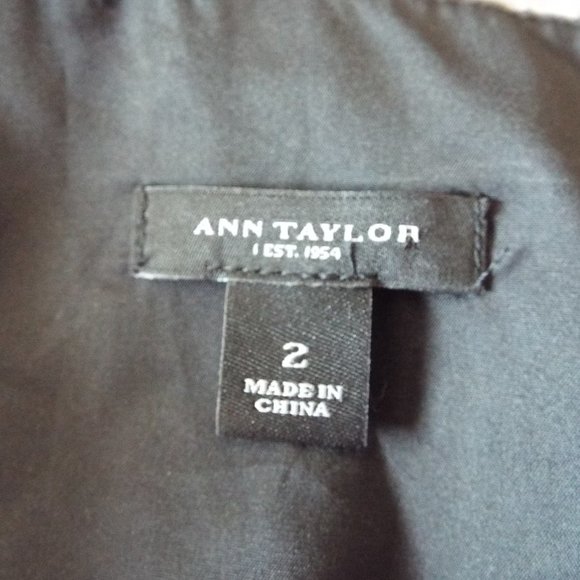 ANN TAYLOR
EST. 1954
2
MADE IN
CHINA